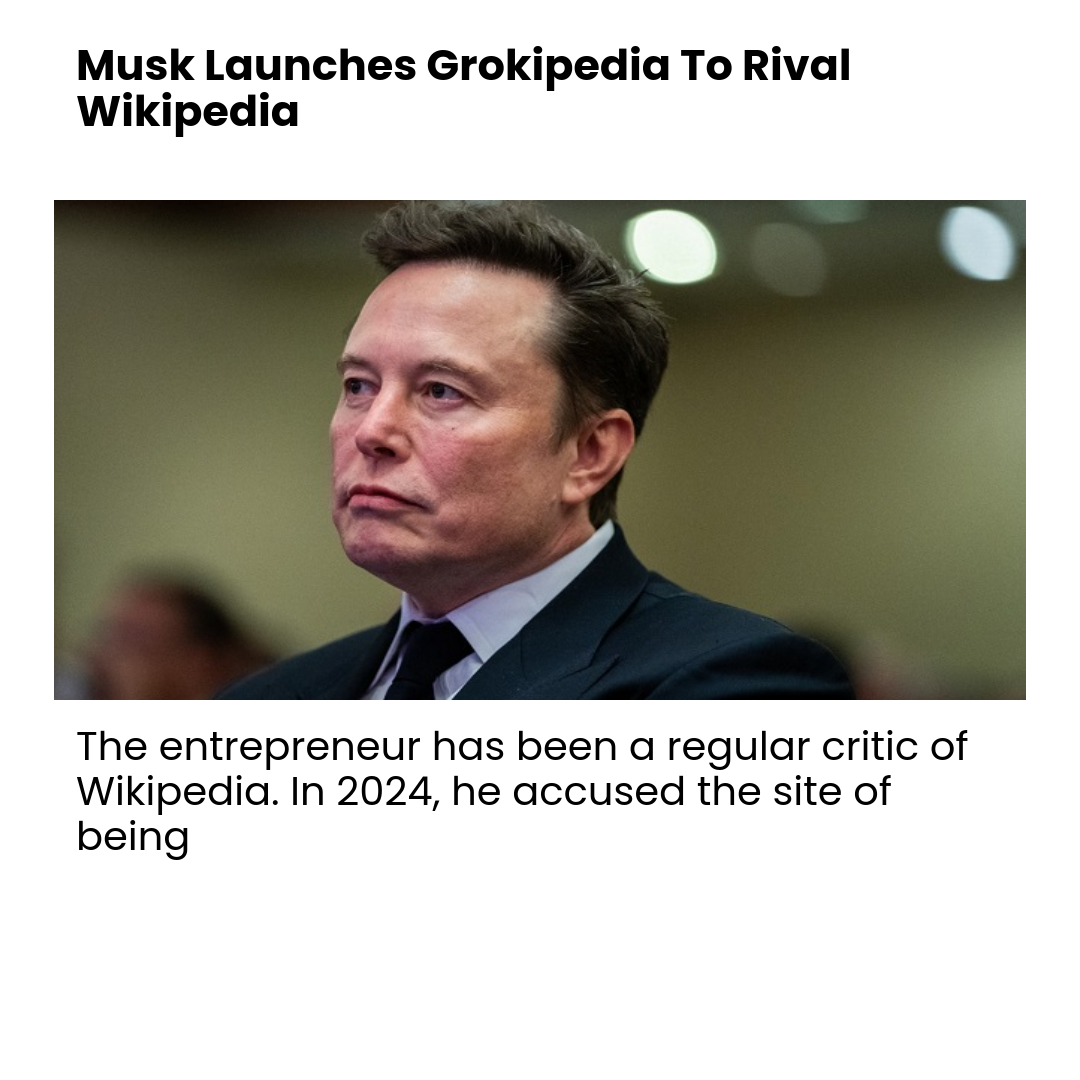 Musk Launches Grokipedia To Rival
Wikipedia
The entrepreneur has been a regular critic of
Wikipedia. In 2024, he accused the site of
being